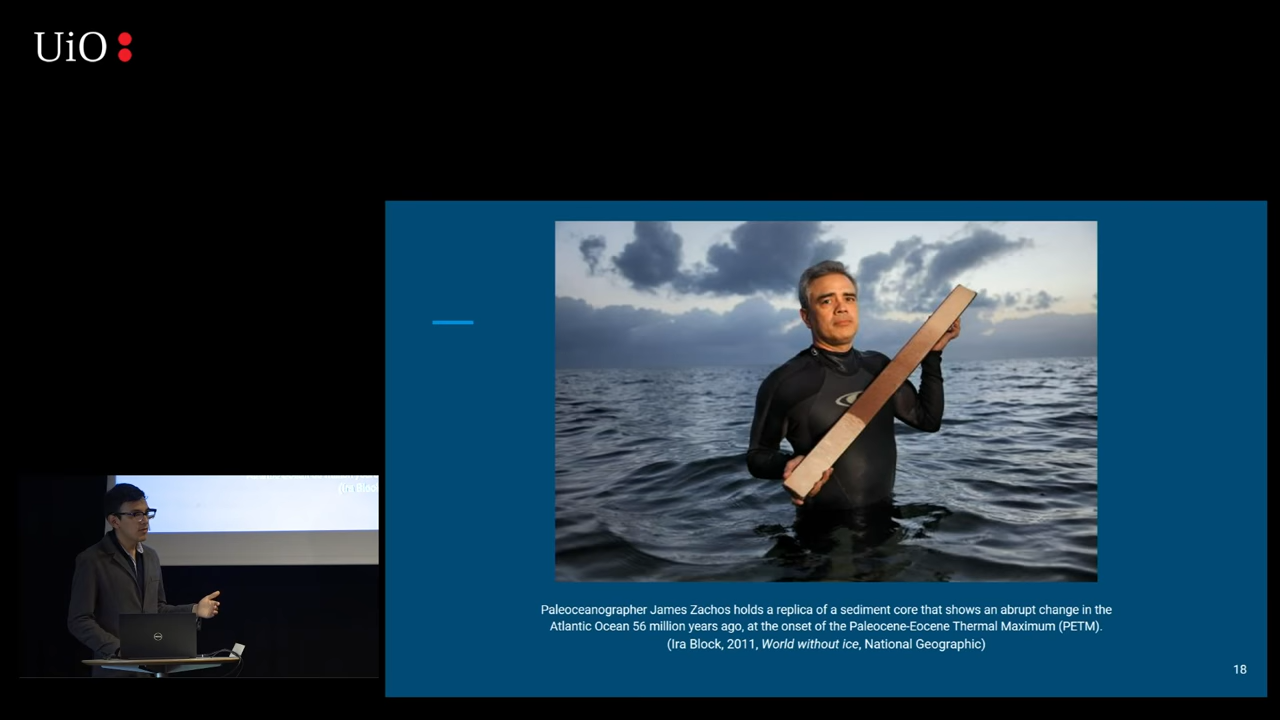 UiO
Paleoceanographer James Zachos holds a replica of a sediment core that shows an abrupt change in the
Atlantic Ocean 56 million years ago, at the onset of the Paleocene-Eocene Thermal Maximum (PETM).
(Ira Block, 2011, World without ice, National Geographic)
18